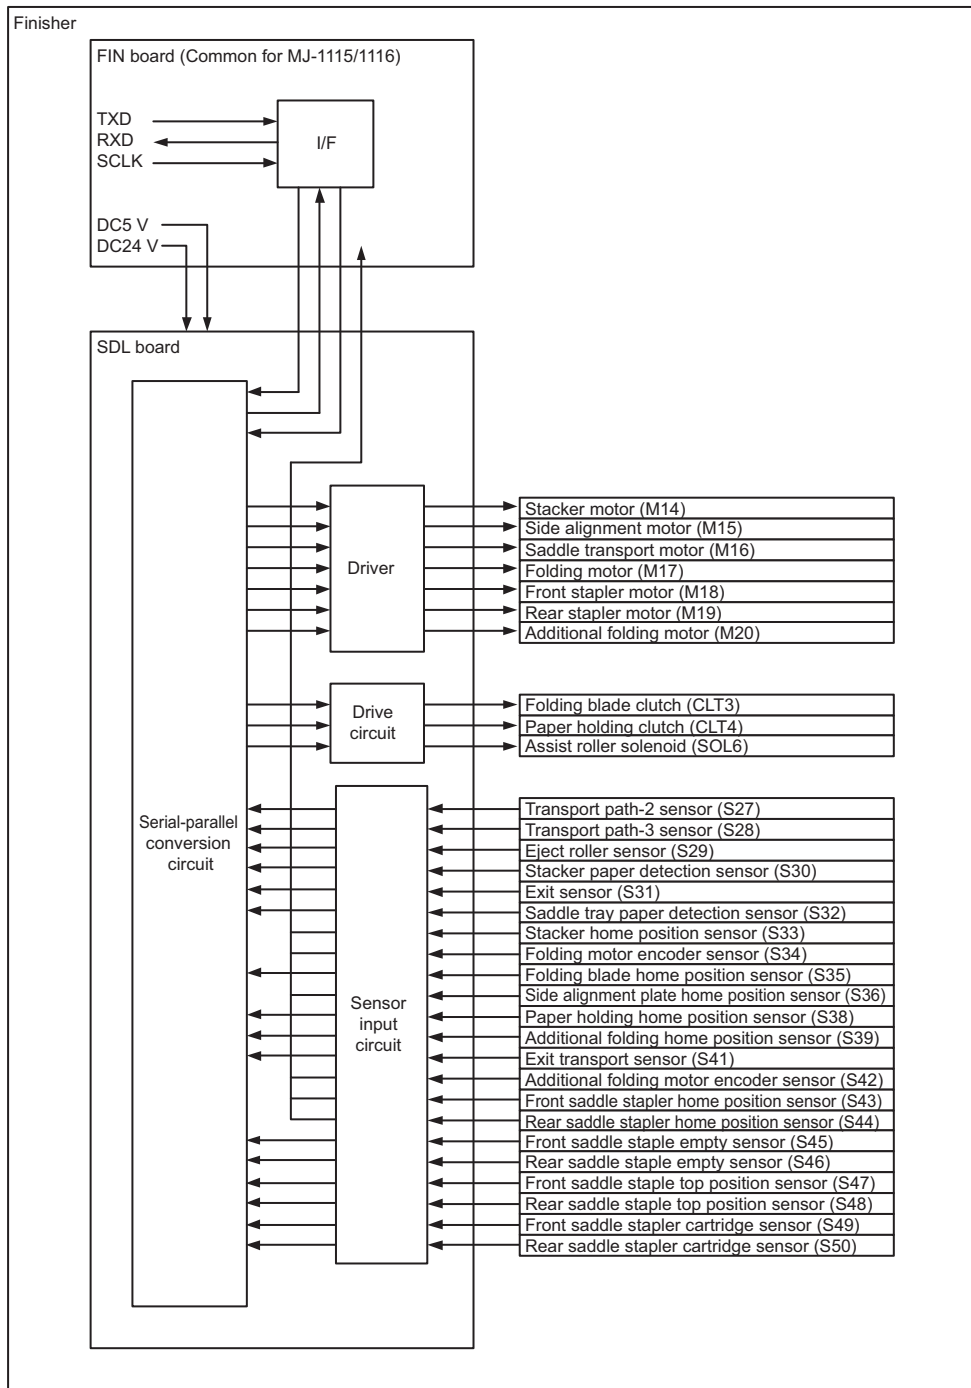 Finisher
FIN board (Common for MJ-1115/1116)
TXD
RXD
SCLK
I/F
DC5 V
DC24 V
SDL board
Serial-parallel
conversion
circuit
Driver
Stacker motor (M14)
Side alignment motor (M15)
Saddle transport motor (M16)
Folding motor (M17)
Front stapler motor (M18)
Rear stapler motor (M19)
Additional folding motor (M20)
Drive
circuit
Folding blade clutch (CLT3)
Paper holding clutch (CLT4)
Assist roller solenoid (SOL6)
Sensor
input
circuit
Transport path-2 sensor (S27)
Transport path-3 sensor (S28)
Eject roller sensor (S29)
Stacker paper detection sensor (S30)
Exit sensor (S31)
Saddle tray paper detection sensor (S32)
Stacker home position sensor (S33)
Folding motor encoder sensor (S34)
Folding blade home position sensor (S35)
Side alignment plate home position sensor (S36)
Paper holding home position sensor (S38)
Additional folding home position sensor (S39)
Exit transport sensor (S41)
Additional folding motor encoder sensor (S42)
Front saddle stapler home position sensor (S43)
Rear saddle stapler home position sensor (S44)
Front saddle staple empty sensor (S45)
Rear saddle staple empty sensor (S46)
Front saddle staple top position sensor (S47)
Rear saddle staple top position sensor (S48)
Front saddle stapler cartridge sensor (S49)
Rear saddle stapler cartridge sensor (S50)